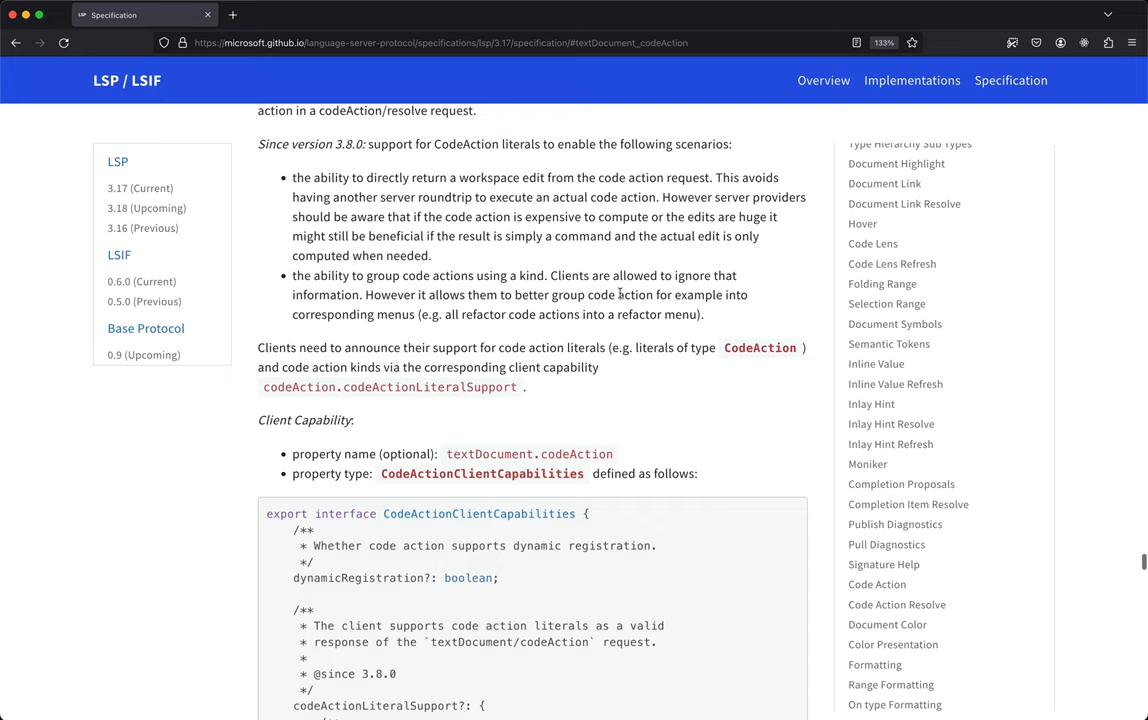 LSP Specification
https://microsoft.github.io/language-server-protocol/specifications/lsp/3.17/specification/#textDocument_codeAction
133%
LSP / LSIF
Overview
Implementations
Specification
LSP
3.17 (Current)
3.18 (Upcoming)
3.16 (Previous)
LSIF
0.6.0 (Current)
0.5.0 (Previous)
Base Protocol
0.9 (Upcoming)
action in a codeAction/resolve request.
Since version 3.8.0: support for CodeAction literals to enable the following scenarios:
• the ability to directly return a workspace edit from the code action request. This avoids
having another server roundtrip to execute an actual code action. However server providers
should be aware that if the code action is expensive to compute or the edits are huge it
might still be beneficial if the result is simply a command and the actual edit is only
computed when needed.
• the ability to group code actions using a kind. Clients are allowed to ignore that
information. However it allows them to better group code action for example into
corresponding menus (e.g. all refactor code actions into a refactor menu).
Clients need to announce their support for code action literals (e.g. literals of type CodeAction )
and code action kinds via the corresponding client capability
codeAction.codeActionLiteralSupport .
Client Capability:
• property name (optional): textDocument.codeAction
• property type: CodeActionClientCapabilities defined as follows:
export interface CodeActionClientCapabilities {
/**
* Whether code action supports dynamic registration.
*/
dynamicRegistration?: boolean;
/**
* The client supports code action literals as a valid
* response of the `textDocument/codeAction` request.
*
* @since 3.8.0
*/
codeActionLiteralSupport?: {
Type Hierarchy Sub Types
Document Highlight
Document Link
Document Link Resolve
Hover
Code Lens
Code Lens Refresh
Folding Range
Selection Range
Document Symbols
Semantic Tokens
Inline Value
Inline Value Refresh
Inlay Hint
Inlay Hint Resolve
Inlay Hint Refresh
Moniker
Completion Proposals
Completion Item Resolve
Publish Diagnostics
Pull Diagnostics
Signature Help
Code Action
Code Action Resolve
Document Color
Color Presentation
Formatting
Range Formatting
On type Formatting